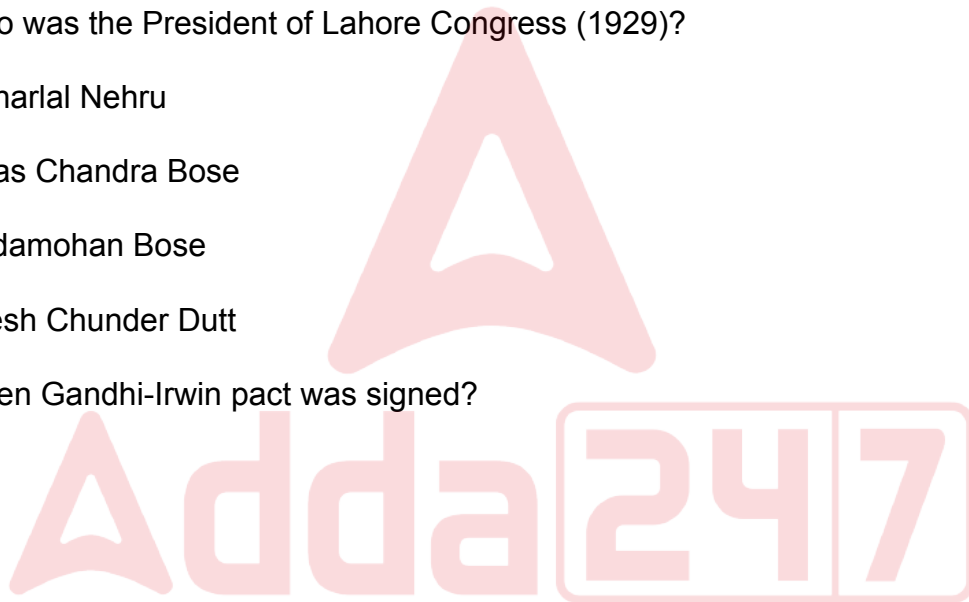 o was the President of Lahore Congress (1929)?
harlal Nehru
as Chandra Bose
damohan Bose
esh Chunder Dutt
en Gandhi-Irwin pact was signed?
Adda247